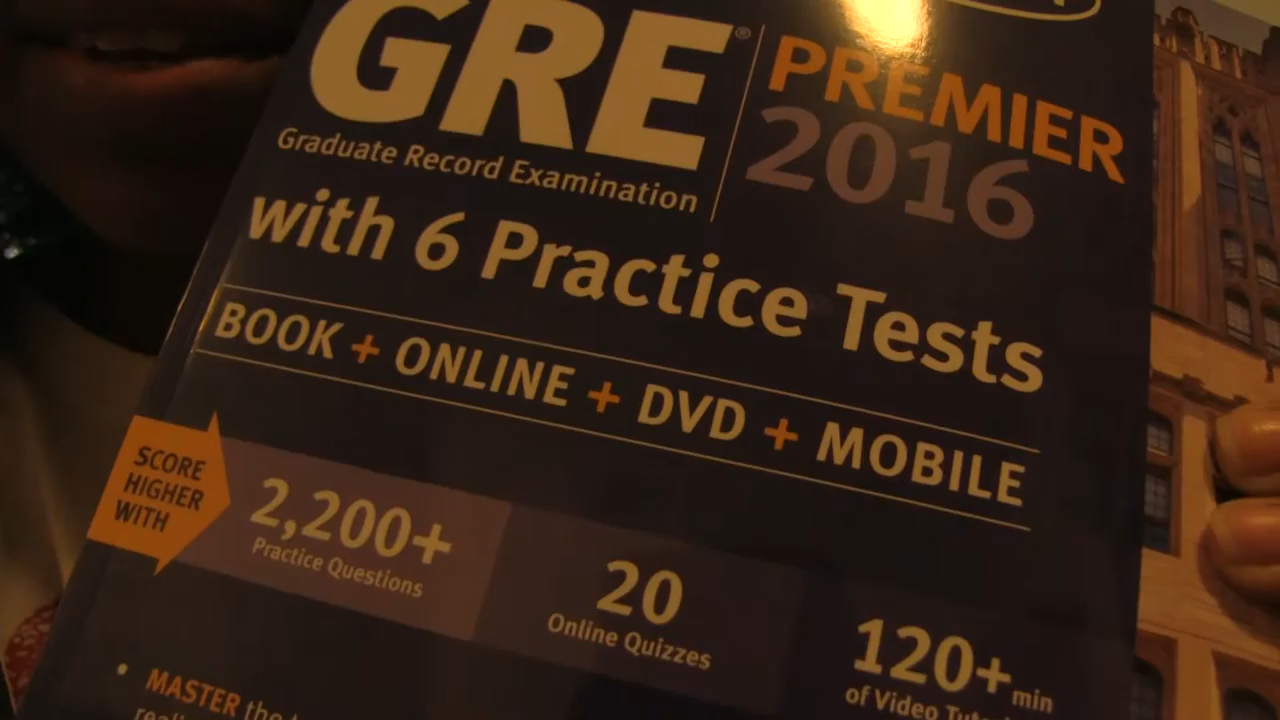 GRE®
PREMIER
2016
Graduate Record Examination
with 6 Practice Tests
BOOK + ONLINE + DVD + MOBILE
SCORE
HIGHER
WITH
2,200+
Practice Questions
20
Online Quizzes
120+ min
of Video
• MASTER the